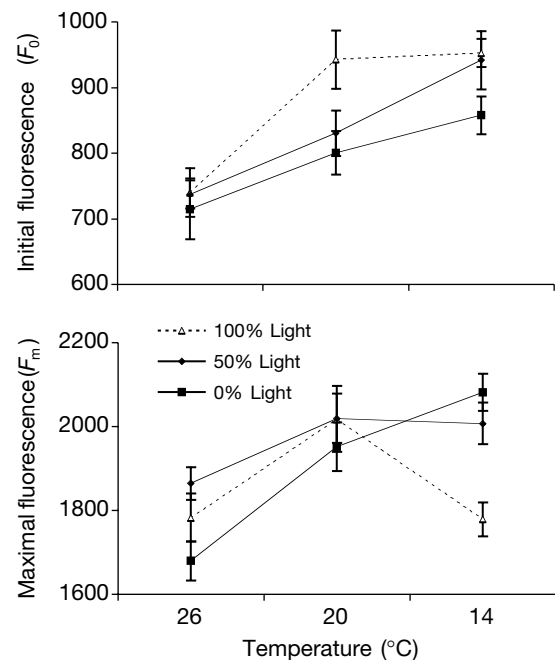 Initial fluorescence (F0)
1000
900
800
700
600
Maximal fluorescence(Fm)
2200
2000
1800
1600
100% Light
50% Light
0% Light
26 20 14
Temperature (°C)